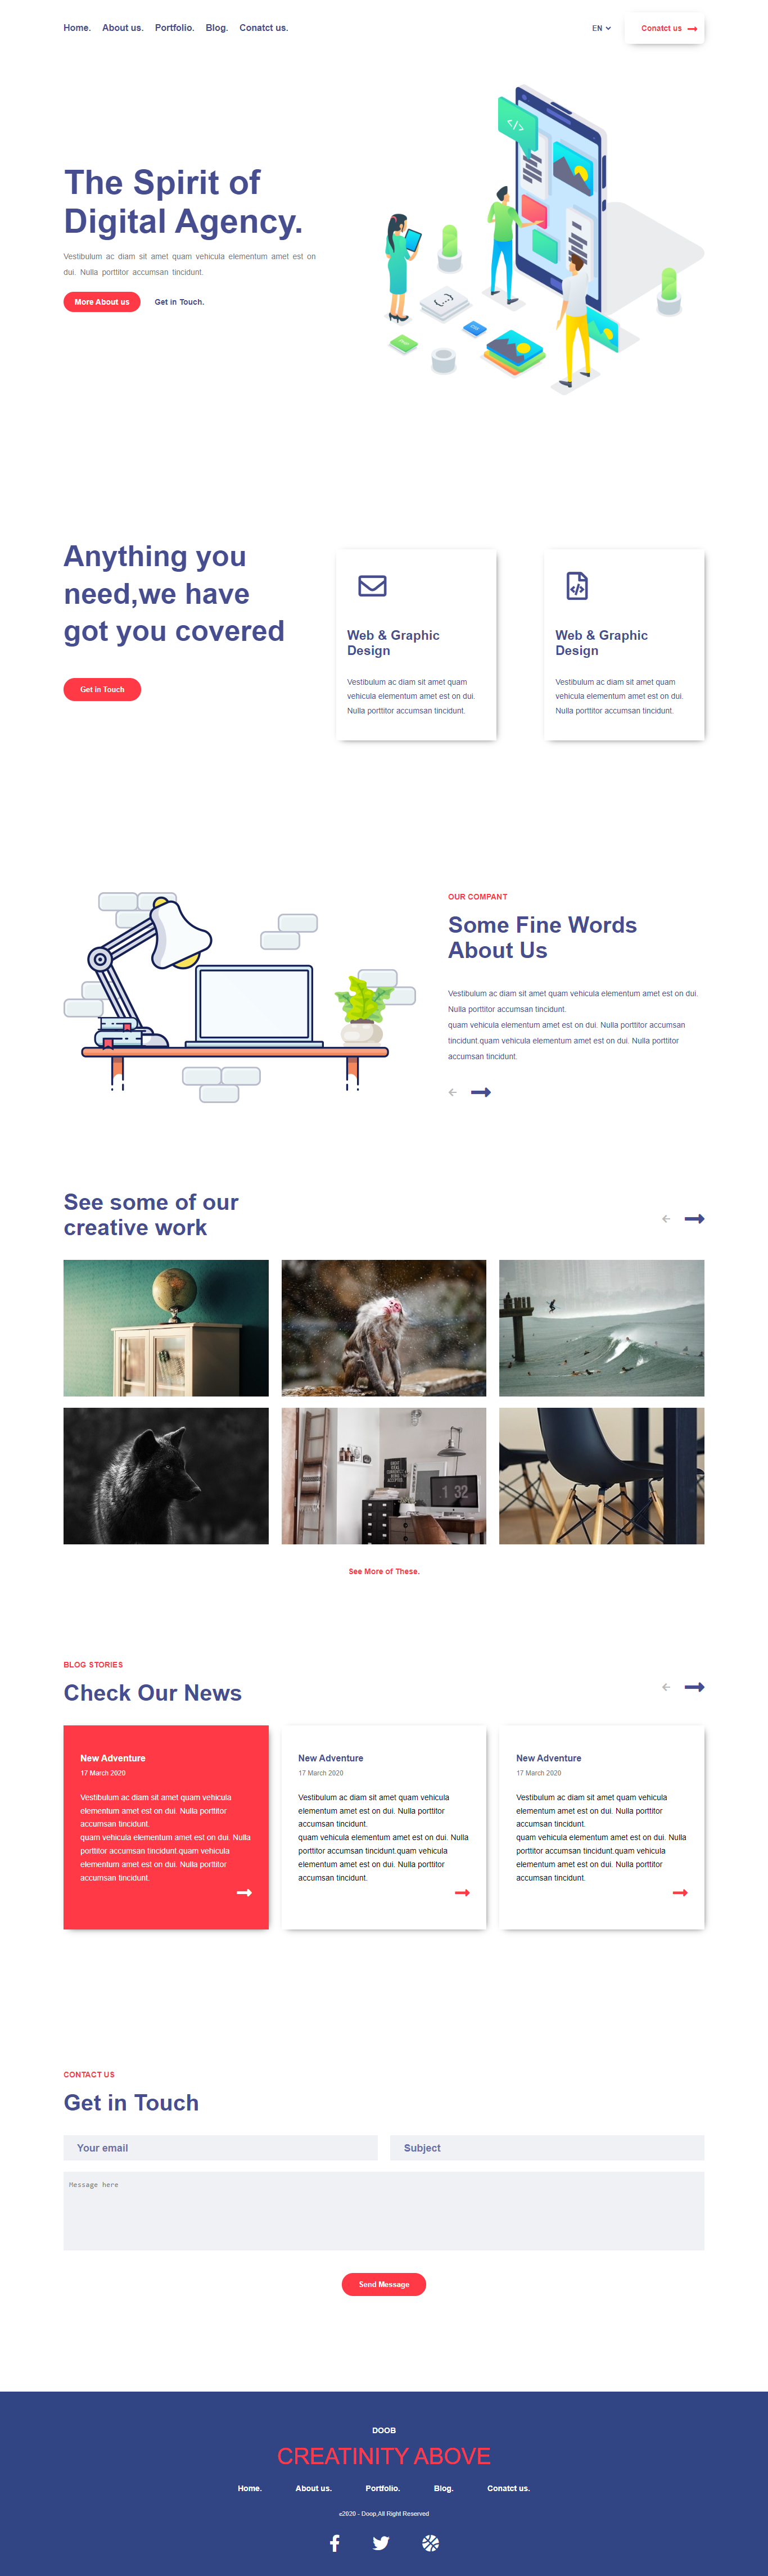 Home. About us. Portfolio. Blog. Conatct us. EN Conatct us
The Spirit of
Digital Agency.
Vestibulum ac diam sit amet quam vehicula elementum amet est on
dui. Nulla porttitor accumsan tincidunt.
More About us Get in Touch.
Anything you
need,we have
got you covered
Get in Touch
Web & Graphic
Design
Vestibulum ac diam sit amet quam
vehicula elementum amet est on dui.
Nulla porttitor accumsan tincidunt.
Web & Graphic
Design
Vestibulum ac diam sit amet quam
vehicula elementum amet est on dui.
Nulla porttitor accumsan tincidunt.
OUR COMPANT
Some Fine Words
About Us
Vestibulum ac diam sit amet quam vehicula elementum amet est on dui.
Nulla porttitor accumsan tincidunt.
quam vehicula elementum amet est on dui. Nulla porttitor accumsan
tincidunt.quam vehicula elementum amet est on dui. Nulla porttitor
accumsan tincidunt.
See some of our
creative work
See More of These.
BLOG STORIES
Check Our News
New Adventure
17 March 2020
Vestibulum ac diam sit amet quam vehicula
elementum amet est on dui. Nulla porttitor
accumsan tincidunt.
quam vehicula elementum amet est on dui. Nulla
porttitor accumsan tincidunt.quam vehicula
elementum amet est on dui. Nulla porttitor
accumsan tincidunt.
New Adventure
17 March 2020
Vestibulum ac diam sit amet quam vehicula
elementum amet est on dui. Nulla porttitor
accumsan tincidunt.
quam vehicula elementum amet est on dui. Nulla
porttitor accumsan tincidunt.quam vehicula
elementum amet est on dui. Nulla porttitor
accumsan tincidunt.
New Adventure
17 March 2020
Vestibulum ac diam sit amet quam vehicula
elementum amet est on dui. Nulla porttitor
accumsan tincidunt.
quam vehicula elementum amet est on dui. Nulla
porttitor accumsan tincidunt.quam vehicula
elementum amet est on dui. Nulla porttitor
accumsan tincidunt.
CONTACT US
Get in Touch
Your email Subject
Message here
Send Message
DOOB
CREATINITY ABOVE
Home. About us. Portfolio. Blog. Conatct us.
©2020 - Doop,All Right Reserved